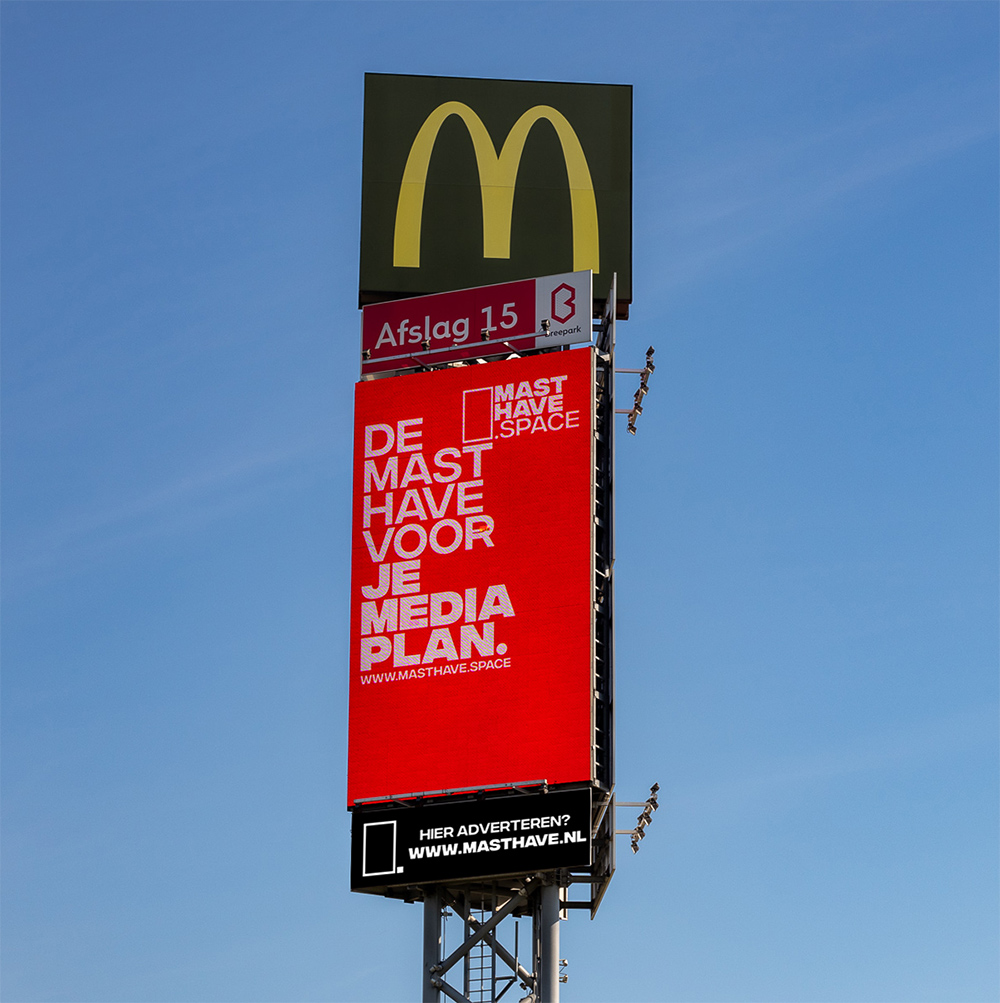 M
Afslag 15
Breepark
MAST
HAVE
.SPACE
DE
MAST
HAVE
VOOR
JE
MEDIA
PLAN.
WWW.MASTHAVE.SPACE
HIER ADVERTEREN?
WWW.MASTHAVE.NL